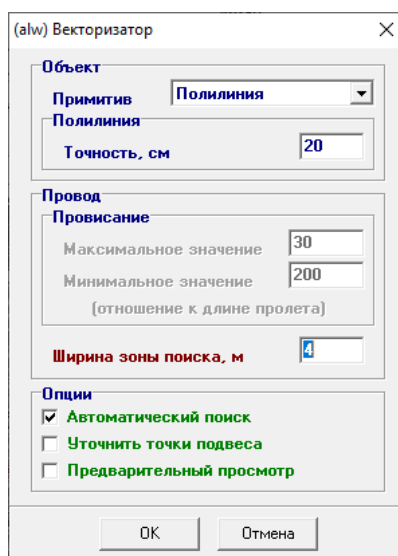 (alw) Векторизатор
Объект
Примитив Полилиния
Полилиния
Точность, см 20
Провод
Провисание
Максимальное значение 30
Минимальное значение 200
(отношение к длине пролета)
Ширина зоны поиска, м 4
Опции
Автоматический поиск
Уточнить точки подвеса
Предварительный просмотр
OK Отмена